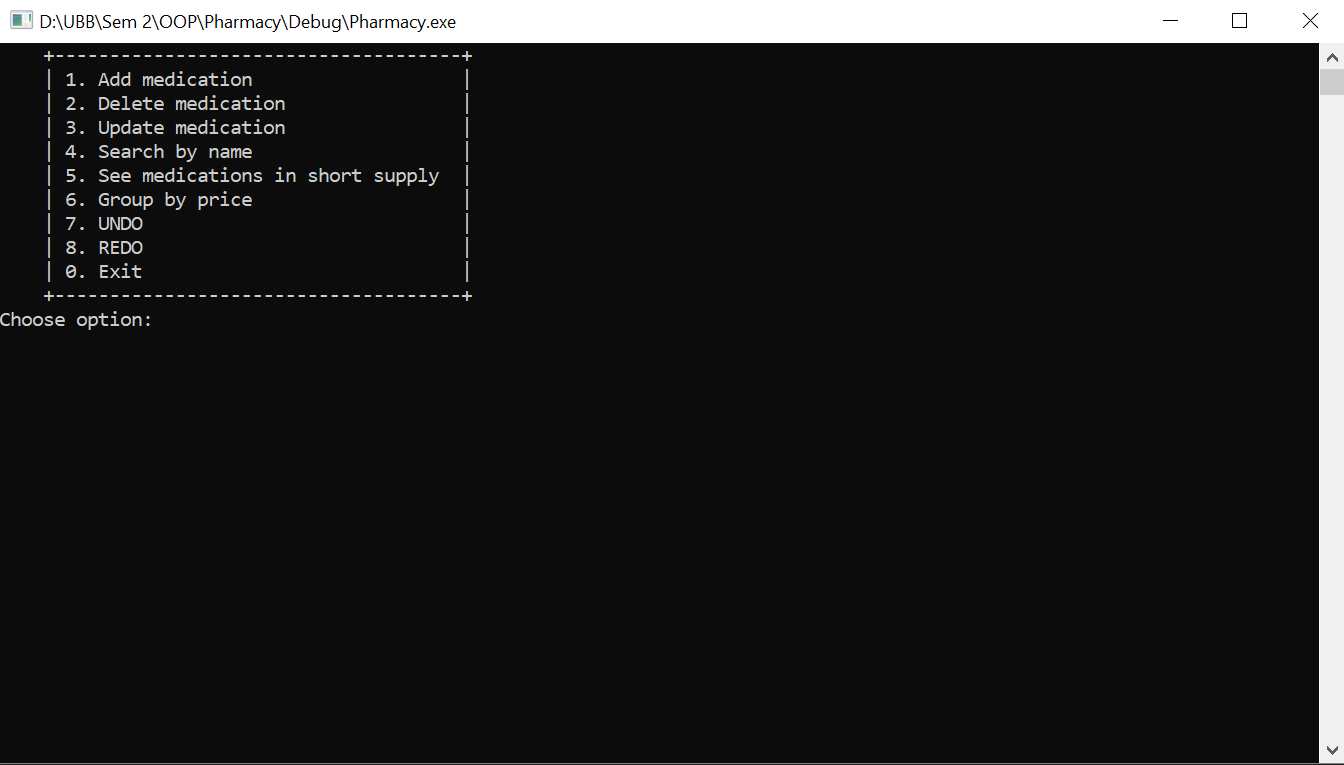 D:\UBB\Sem 2\OOP\Pharmacy\Debug\Pharmacy.exe
+-------------------------------------+
| 1. Add medication                   |
| 2. Delete medication                |
| 3. Update medication                |
| 4. Search by name                   |
| 5. See medications in short supply  |
| 6. Group by price                   |
| 7. UNDO                             |
| 8. REDO                             |
| 0. Exit                             |
+-------------------------------------+
Choose option: